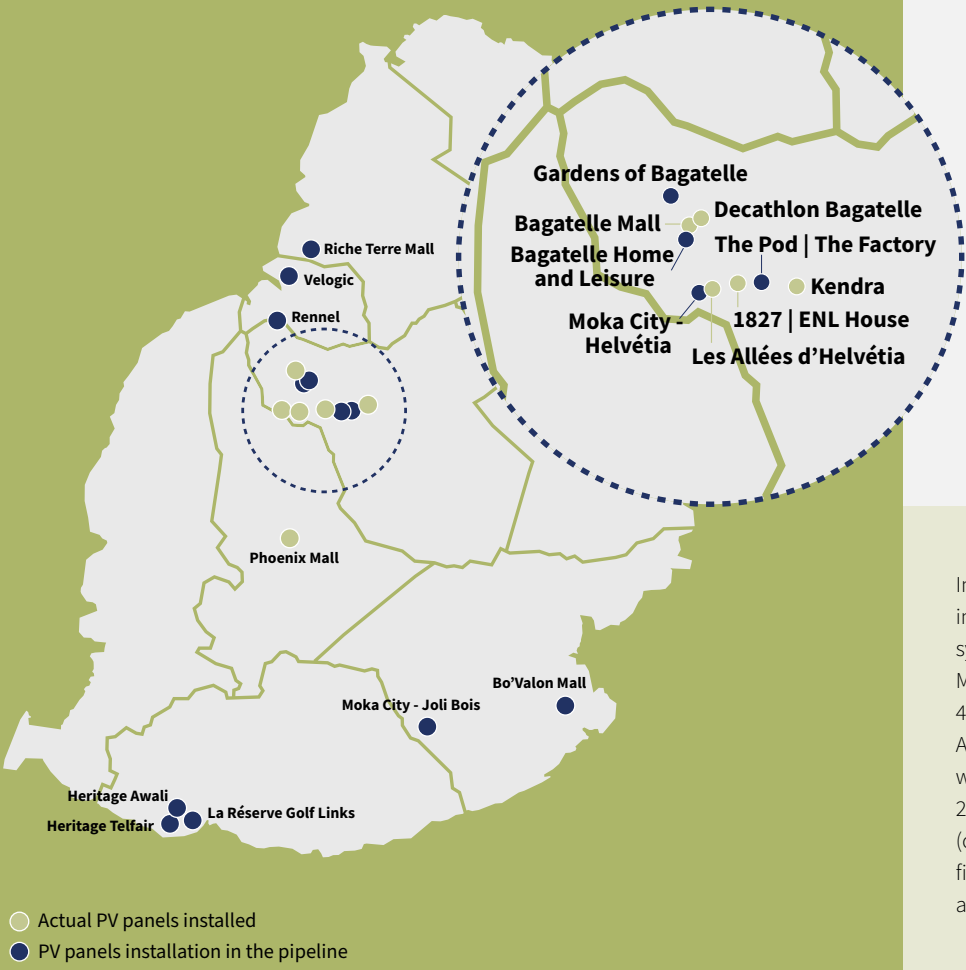 Gardens of Bagatelle
Bagatelle Mall
Decathlon Bagatelle
Bagatelle Home
and Leisure
The Pod | The Factory
Kendra
Moka City -
Helvétia
1827 | ENL House
Les Allées d’Helvétia
Riche Terre Mall
Velogic
Rennel
Phoenix Mall
Bo’Valon Mall
Moka City - Joli Bois
Heritage Awali
La Réserve Golf Links
Heritage Telfair
Actual PV panels installed
PV panels installation in the pipeline